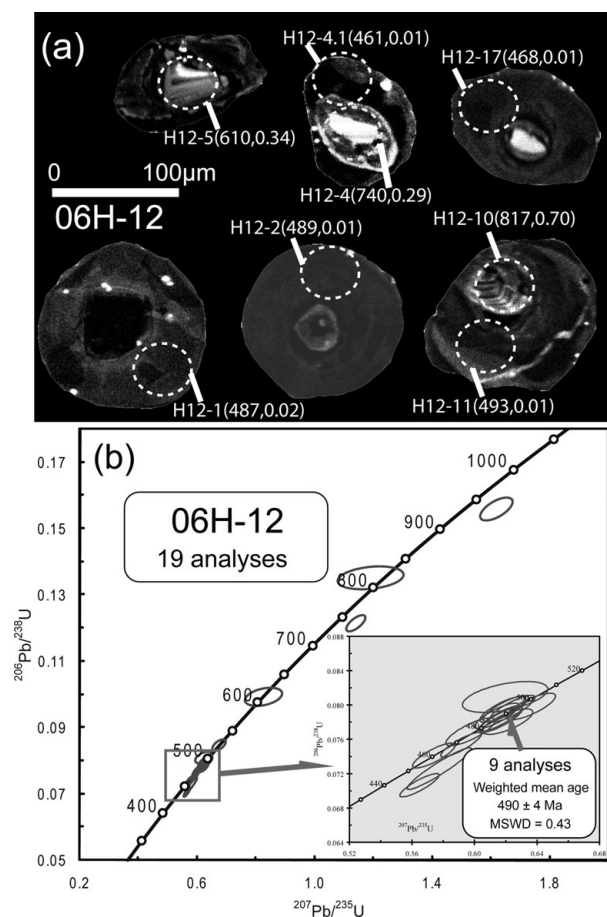 (a)
H12-4.1(461,0.01)
H12-17(468,0.01)
H12-5(610,0.34)
0 100μm
06H-12
H12-4(740,0.29)
H12-2(489,0.01)
H12-10(817,0.70)
H12-1(487,0.02)
H12-11(493,0.01)
(b)
06H-12
19 analyses
0.17
0.15
0.13
0.11
0.09
0.07
0.05
206Pb/238U
1000
900
800
700
600
500
400
0.088
0.084
0.080
0.076
0.072
0.068
0.064
206Pb/238U
520
500
480
460
440
9 analyses
Weighted mean age
490 ± 4 Ma
MSWD = 0.43
207Pb/235U
0.52 0.56 0.60 0.64 0.68
0.2 0.6 1.0 1.4 1.8
207Pb/235U